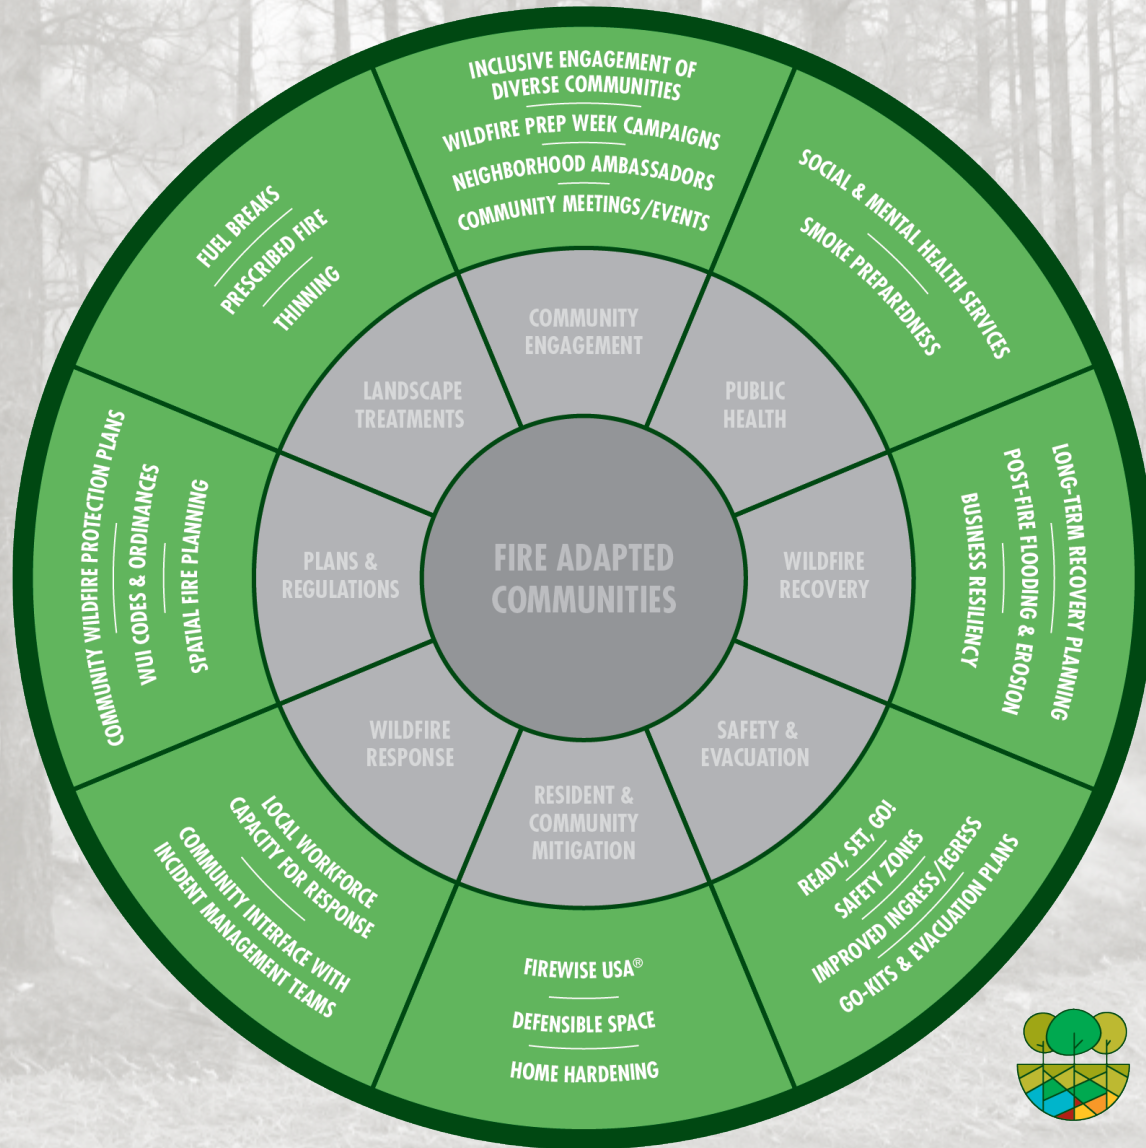 FIRE ADAPTED
COMMUNITIES
COMMUNITY
ENGAGEMENT
INCLUSIVE ENGAGEMENT OF
DIVERSE COMMUNITIES
WILDFIRE PREP WEEK CAMPAIGNS
NEIGHBORHOOD AMBASSADORS
COMMUNITY MEETINGS/EVENTS
PUBLIC
HEALTH
SOCIAL & MENTAL HEALTH SERVICES
SMOKE PREPAREDNESS
WILDFIRE
RECOVERY
LONG-TERM RECOVERY PLANNING
POST-FIRE FLOODING & EROSION
BUSINESS RESILIENCY
SAFETY &
EVACUATION
READY, SET, GO!
SAFETY ZONES
IMPROVED INGRESS/EGRESS
GO-KITS & EVACUATION PLANS
RESIDENT &
COMMUNITY
MITIGATION
FIREWISE USA®
DEFENSIBLE SPACE
HOME HARDENING
WILDFIRE
RESPONSE
LOCAL WORKFORCE
CAPACITY FOR RESPONSE
COMMUNITY INTERFACE WITH
INCIDENT MANAGEMENT TEAMS
PLANS &
REGULATIONS
COMMUNITY WILDFIRE PROTECTION PLANS
WUI CODES & ORDINANCES
SPATIAL FIRE PLANNING
LANDSCAPE
TREATMENTS
FUEL BREAKS
PRESCRIBED FIRE
THINNING